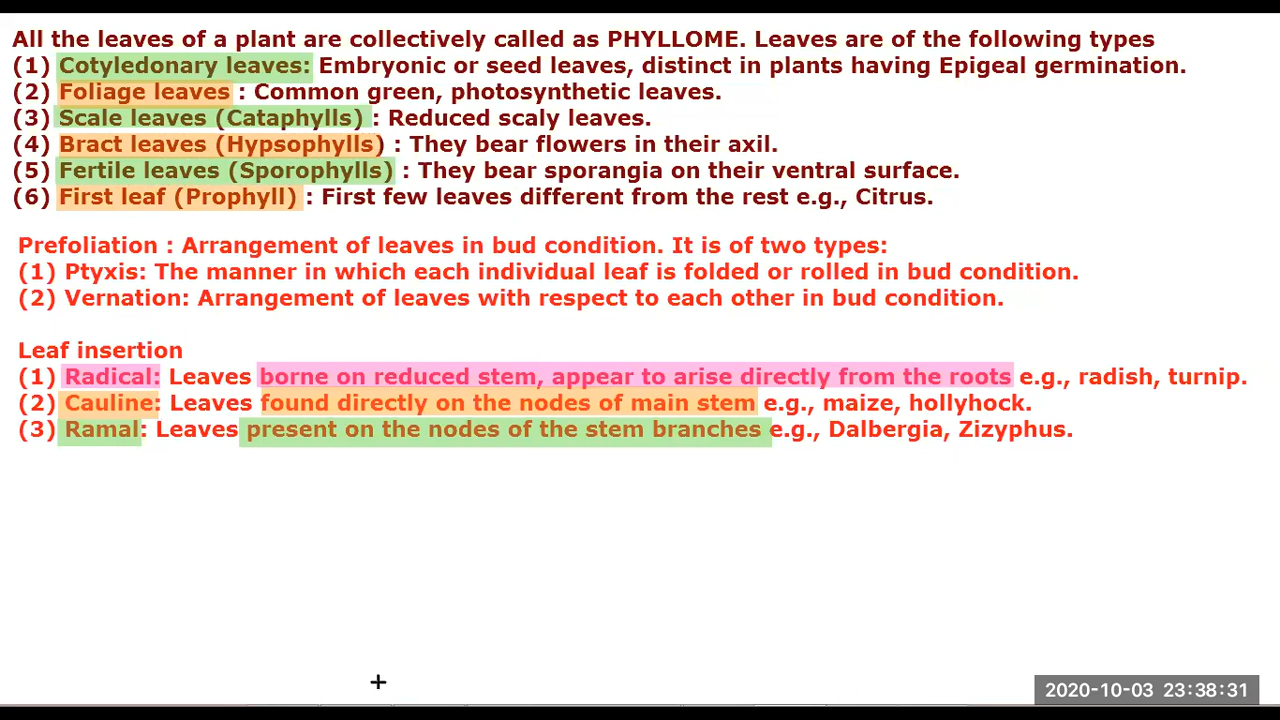 All the leaves of a plant are collectively called as PHYLLOME. Leaves are of the following types
(1) Cotyledonary leaves: Embryonic or seed leaves, distinct in plants having Epigeal germination.
(2) Foliage leaves : Common green, photosynthetic leaves.
(3) Scale leaves (Cataphylls) : Reduced scaly leaves.
(4) Bract leaves (Hypsophylls) : They bear flowers in their axil.
(5) Fertile leaves (Sporophylls) : They bear sporangia on their ventral surface.
(6) First leaf (Prophyll) : First few leaves different from the rest e.g., Citrus.
Prefoliation : Arrangement of leaves in bud condition. It is of two types:
(1) Ptyxis: The manner in which each individual leaf is folded or rolled in bud condition.
(2) Vernation: Arrangement of leaves with respect to each other in bud condition.
Leaf insertion
(1) Radical: Leaves borne on reduced stem, appear to arise directly from the roots e.g., radish, turnip.
(2) Cauline: Leaves found directly on the nodes of main stem e.g., maize, hollyhock.
(3) Ramal: Leaves present on the nodes of the stem branches e.g., Dalbergia, Zizyphus.
2020-10-03 23:38:31